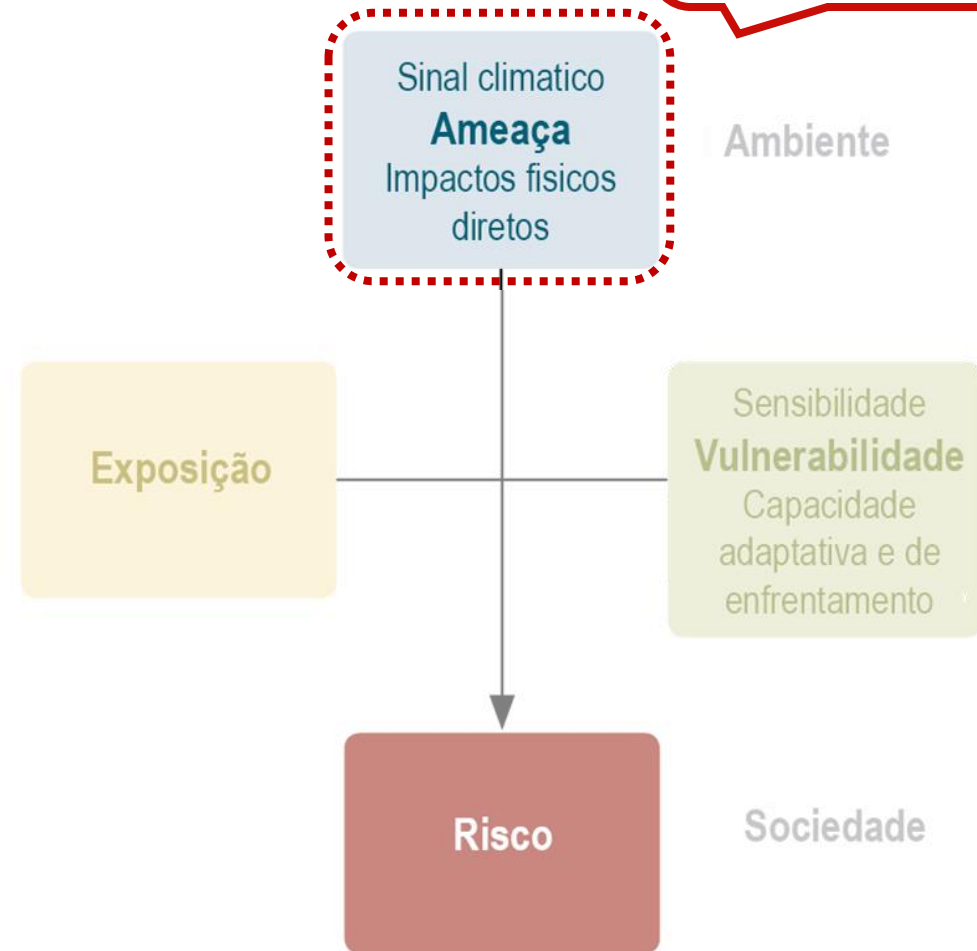 Sinal climatico
Ameaça
Impactos fisicos
diretos
Ambiente
Exposição
Sensibilidade
Vulnerabilidade
Capacidade
adaptativa e de
enfrentamento
Risco
Sociedade